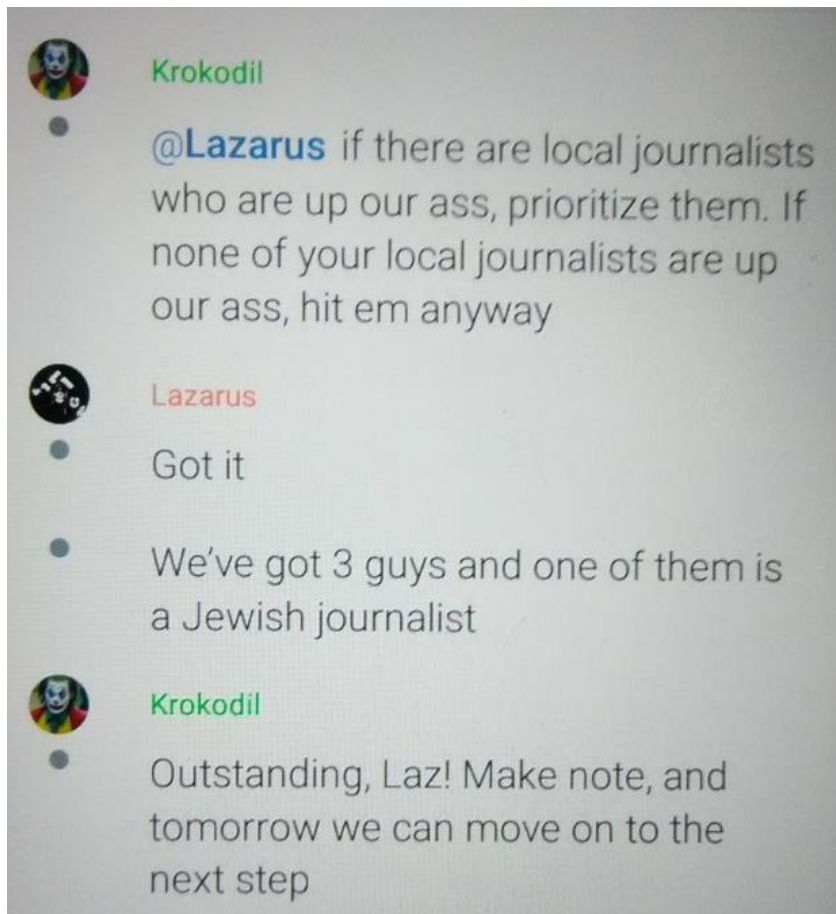 Krokodil
@Lazarus if there are local journalists
who are up our ass, prioritize them. If
none of your local journalists are up
our ass, hit em anyway
Lazarus
Got it
We've got 3 guys and one of them is
a Jewish journalist
Krokodil
Outstanding, Laz! Make note, and
tomorrow we can move on to the
next step